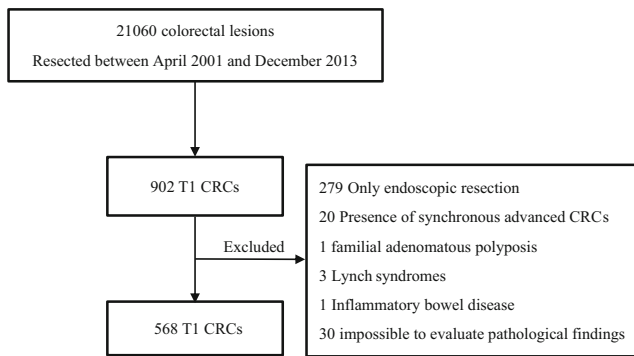 21060 colorectal lesions
Resected between April 2001 and December 2013
902 T1 CRCs
Excluded
279 Only endoscopic resection
20 Presence of synchronous advanced CRCs
1 familial adenomatous polyposis
3 Lynch syndromes
1 Inflammatory bowel disease
30 impossible to evaluate pathological findings
568 T1 CRCs